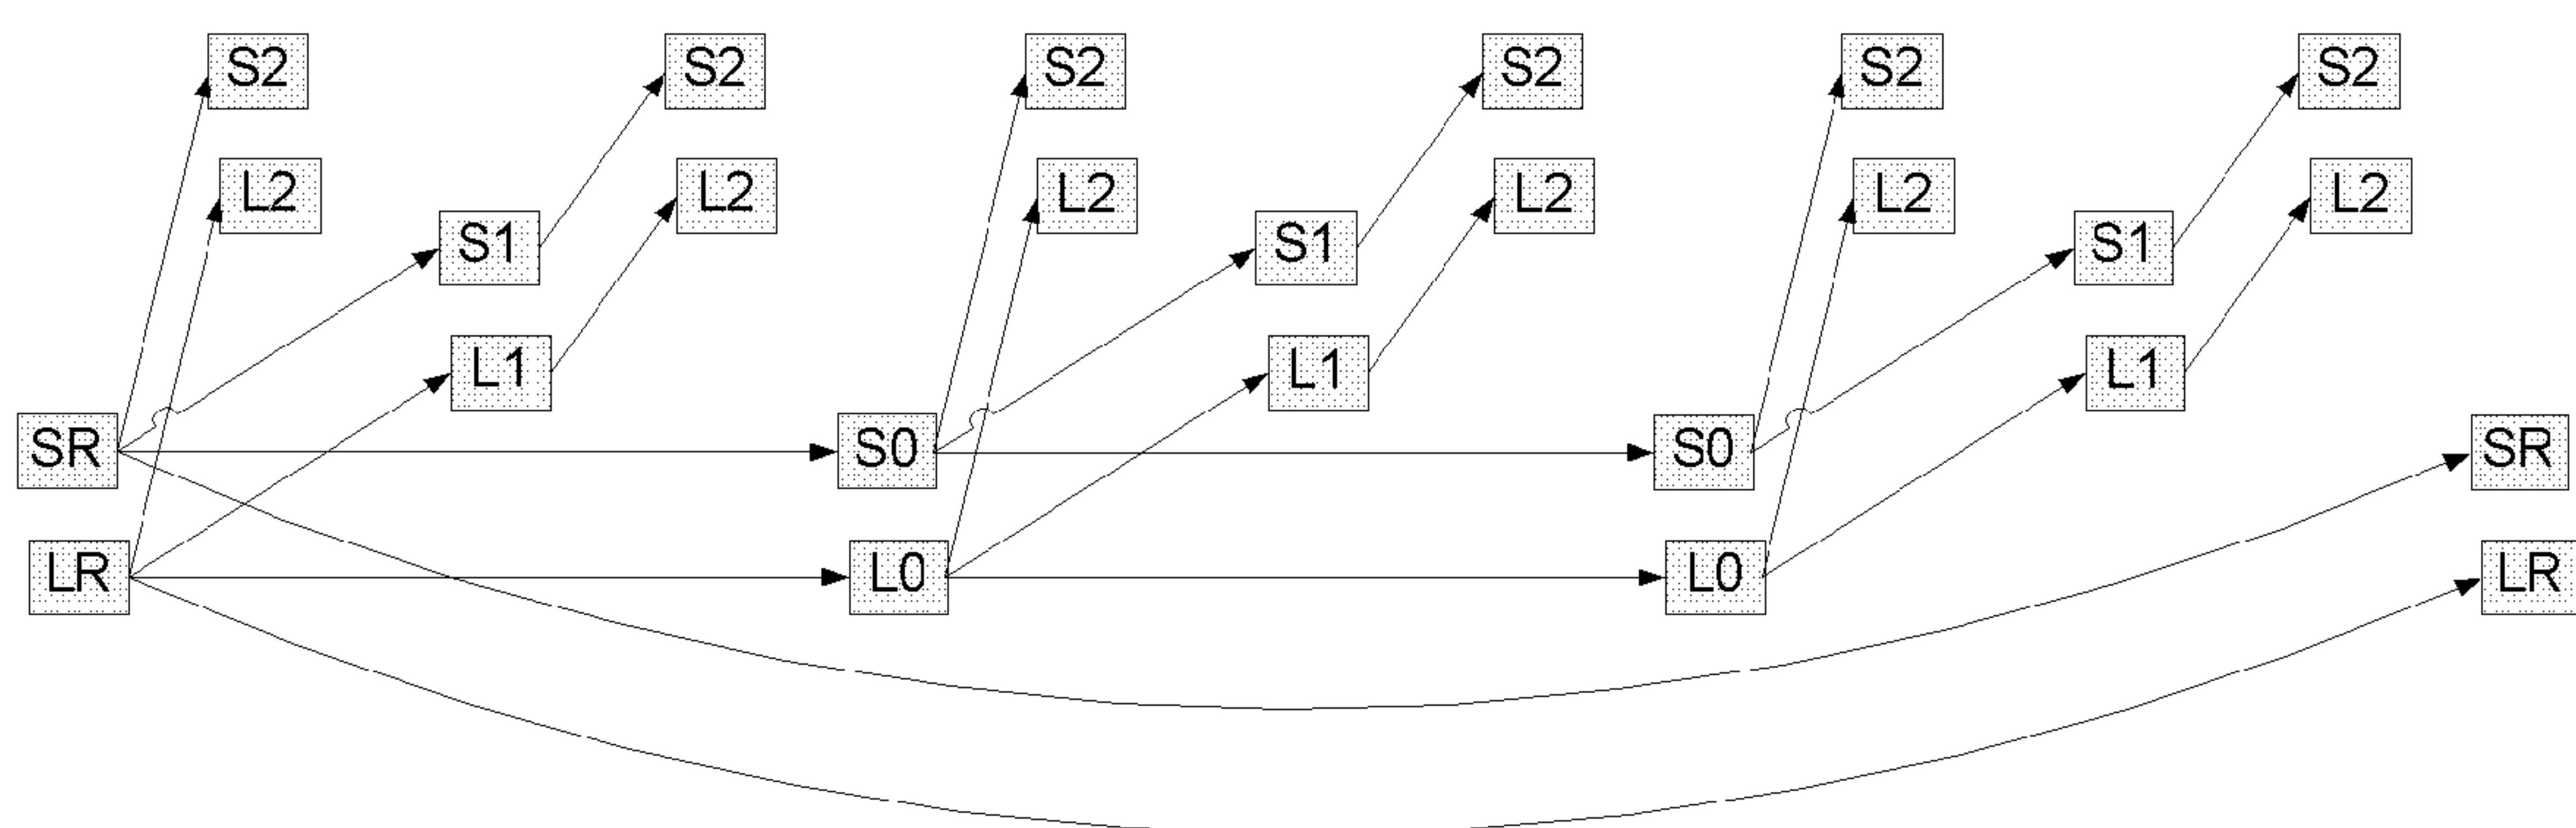 S2 S2 S2 S2 S2 S2
L2 L2 L2 L2 L2 L2
S1 S1 S1
L1 L1 L1
SR S0 S0 SR
LR L0 L0 LR